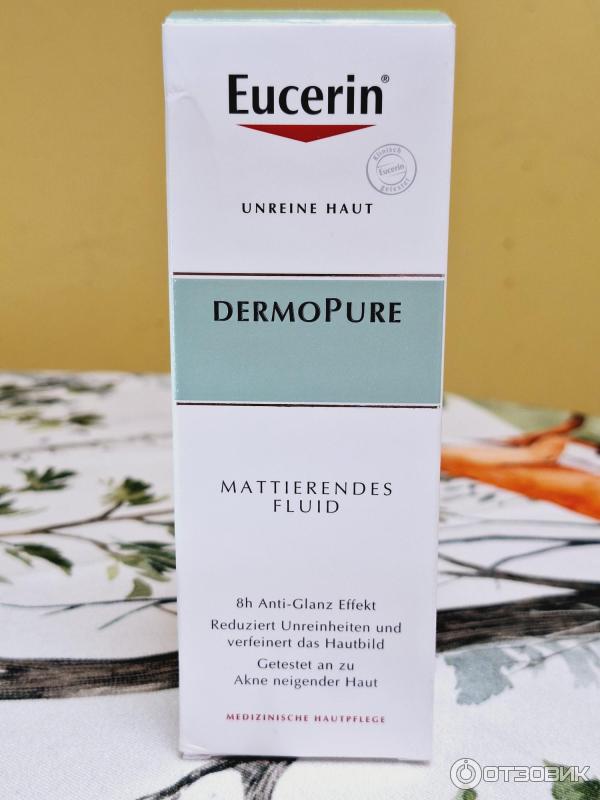 Eucerin®
Klinisch
Eucerin
getestet
UNREINE HAUT
DERMOPURE
MATTIERENDES
FLUID
8h Anti-Glanz Effekt
Reduziert Unreinheiten und
verfeinert das Hautbild
Getestet an zu
Akne neigender Haut
MEDIZINISCHE HAUTPFLEGE
ОТЗОВИК